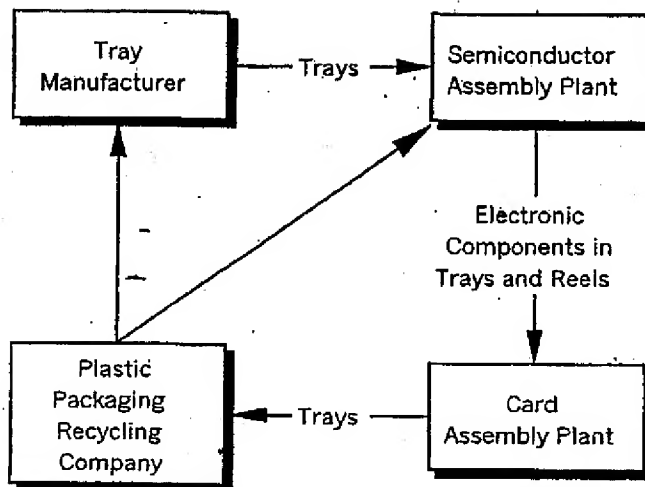 Tray
Manufacturer
Trays
Semiconductor
Assembly Plant
Electronic
Components in
Trays and Reels
Plastic
Packaging
Recycling
Company
Trays
Card
Assembly Plant